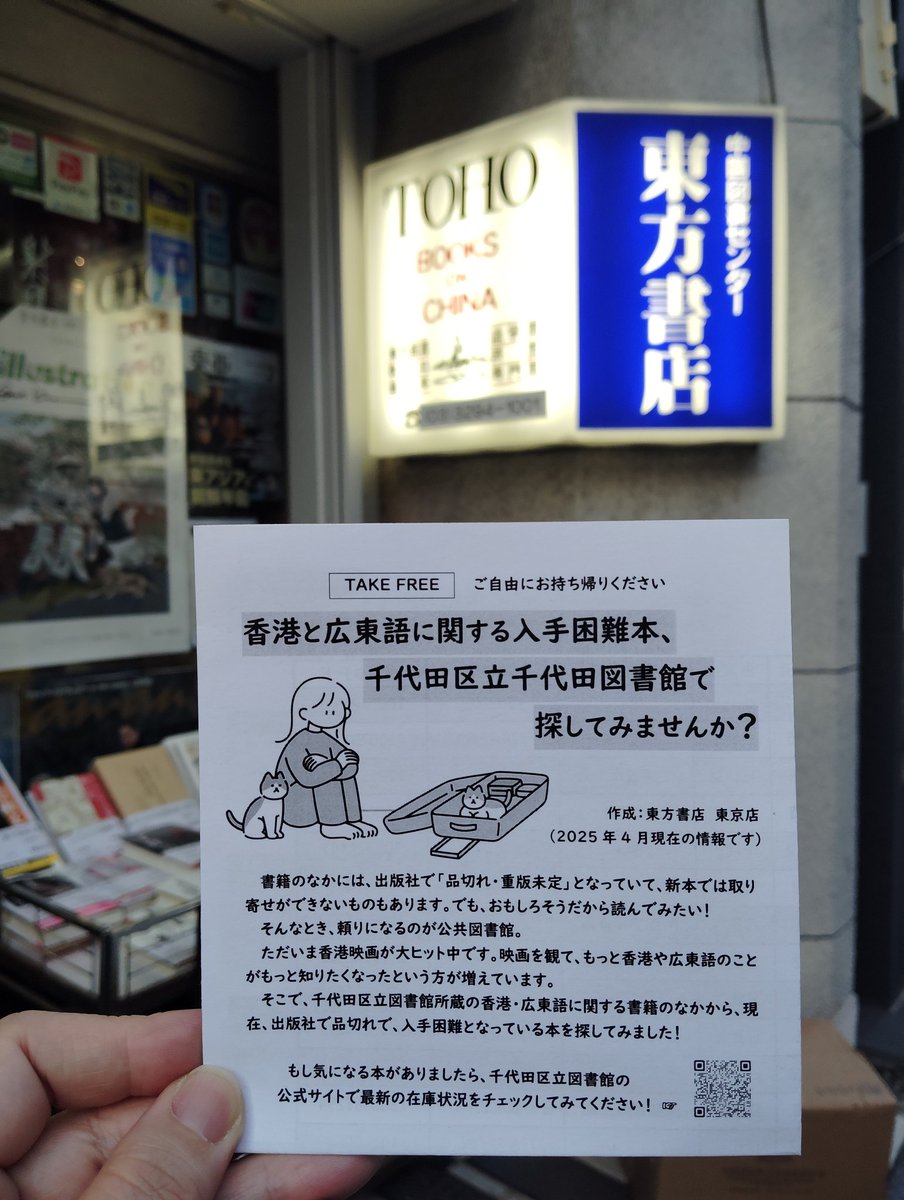 TOHO
BOOKS
ON
CHINA
03-3294-1001
中国図書センター
東方書店
illustra
TAKE FREE ご自由にお持ち帰りください
香港と広東語に関する入手困難本、
千代田区立千代田図書館で
探してみませんか?
作成:東方書店 東京店
(2025年4月現在の情報です)
書籍のなかには、出版社で「品切れ・重版未定」となっていて、新本では取り
寄せができないものもあります。でも、おもしろそうだから読んでみたい!
そんなとき、頼りになるのが公共図書館。
ただいま香港映画が大ヒット中です。映画を観て、もっと香港や広東語のこと
がもっと知りたくなったという方が増えています。
そこで、千代田区立図書館所蔵の香港・広東語に関する書籍のなかから、現
在、出版社で品切れで、入手困難となっている本を探してみました!
もし気になる本がありましたら、千代田区立図書館の
公式サイトで最新の在庫状況をチェックしてみてください! ☞